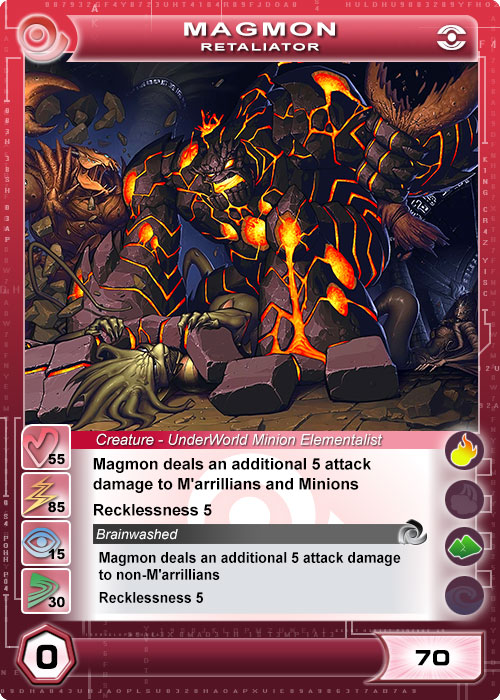 MAGMON
RETALIATOR
Creature - UnderWorld Minion Elementalist
55
Magmon deals an additional 5 attack
damage to M'arrillians and Minions
85
Recklessness 5
Brainwashed
15
Magmon deals an additional 5 attack damage
to non-M'arrillians
30
Recklessness 5
0
70